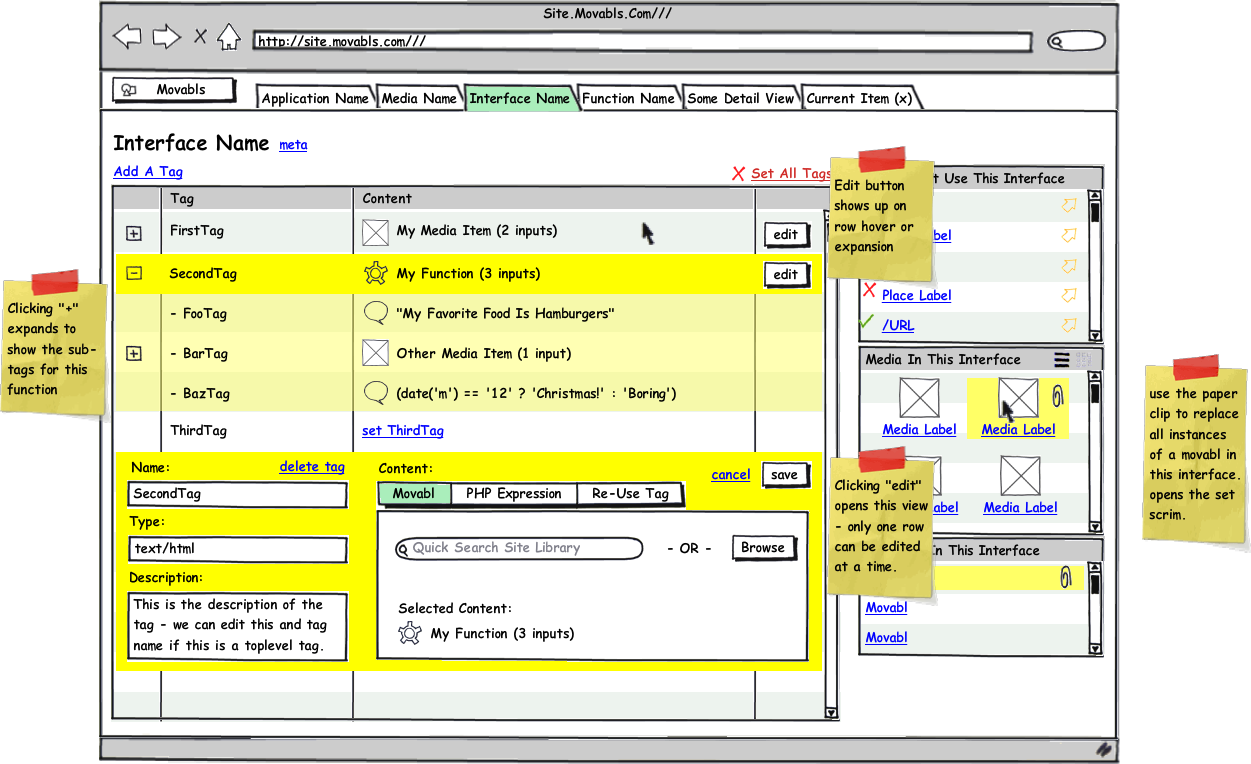 Site.Movabls.Com///
http://site.movabls.com///
Movabls
Application Name
Media Name
Interface Name
Function Name
Some Detail View
Current Item (x)
Interface Name meta
Add A Tag
X Set All Tags
Tag
Content
FirstTag
My Media Item (2 inputs)
edit
SecondTag
My Function (3 inputs)
edit
- FooTag
"My Favorite Food Is Hamburgers"
- BarTag
Other Media Item (1 input)
- BazTag
(date('m') == '12' ? 'Christmas!' : 'Boring')
ThirdTag
set ThirdTag
Name:
delete tag
SecondTag
Type:
text/html
Description:
This is the description of the
tag - we can edit this and tag
name if this is a toplevel tag.
Content:
cancel
save
Movabl
PHP Expression
Re-Use Tag
Quick Search Site Library
- OR -
Browse
Selected Content:
My Function (3 inputs)
Clicking "+"
expands to
show the sub-
tags for this
function
Edit button
shows up on
row hover or
expansion
Use This Interface
Place Label
/URL
Media In This Interface
Media Label
Media Label
Media Label
Clicking "edit"
opens this view
- only one row
can be edited
at a time.
In This Interface
Movabl
Movabl
use the paper
clip to replace
all instances
of a movabl in
this interface.
opens the set
scrim.